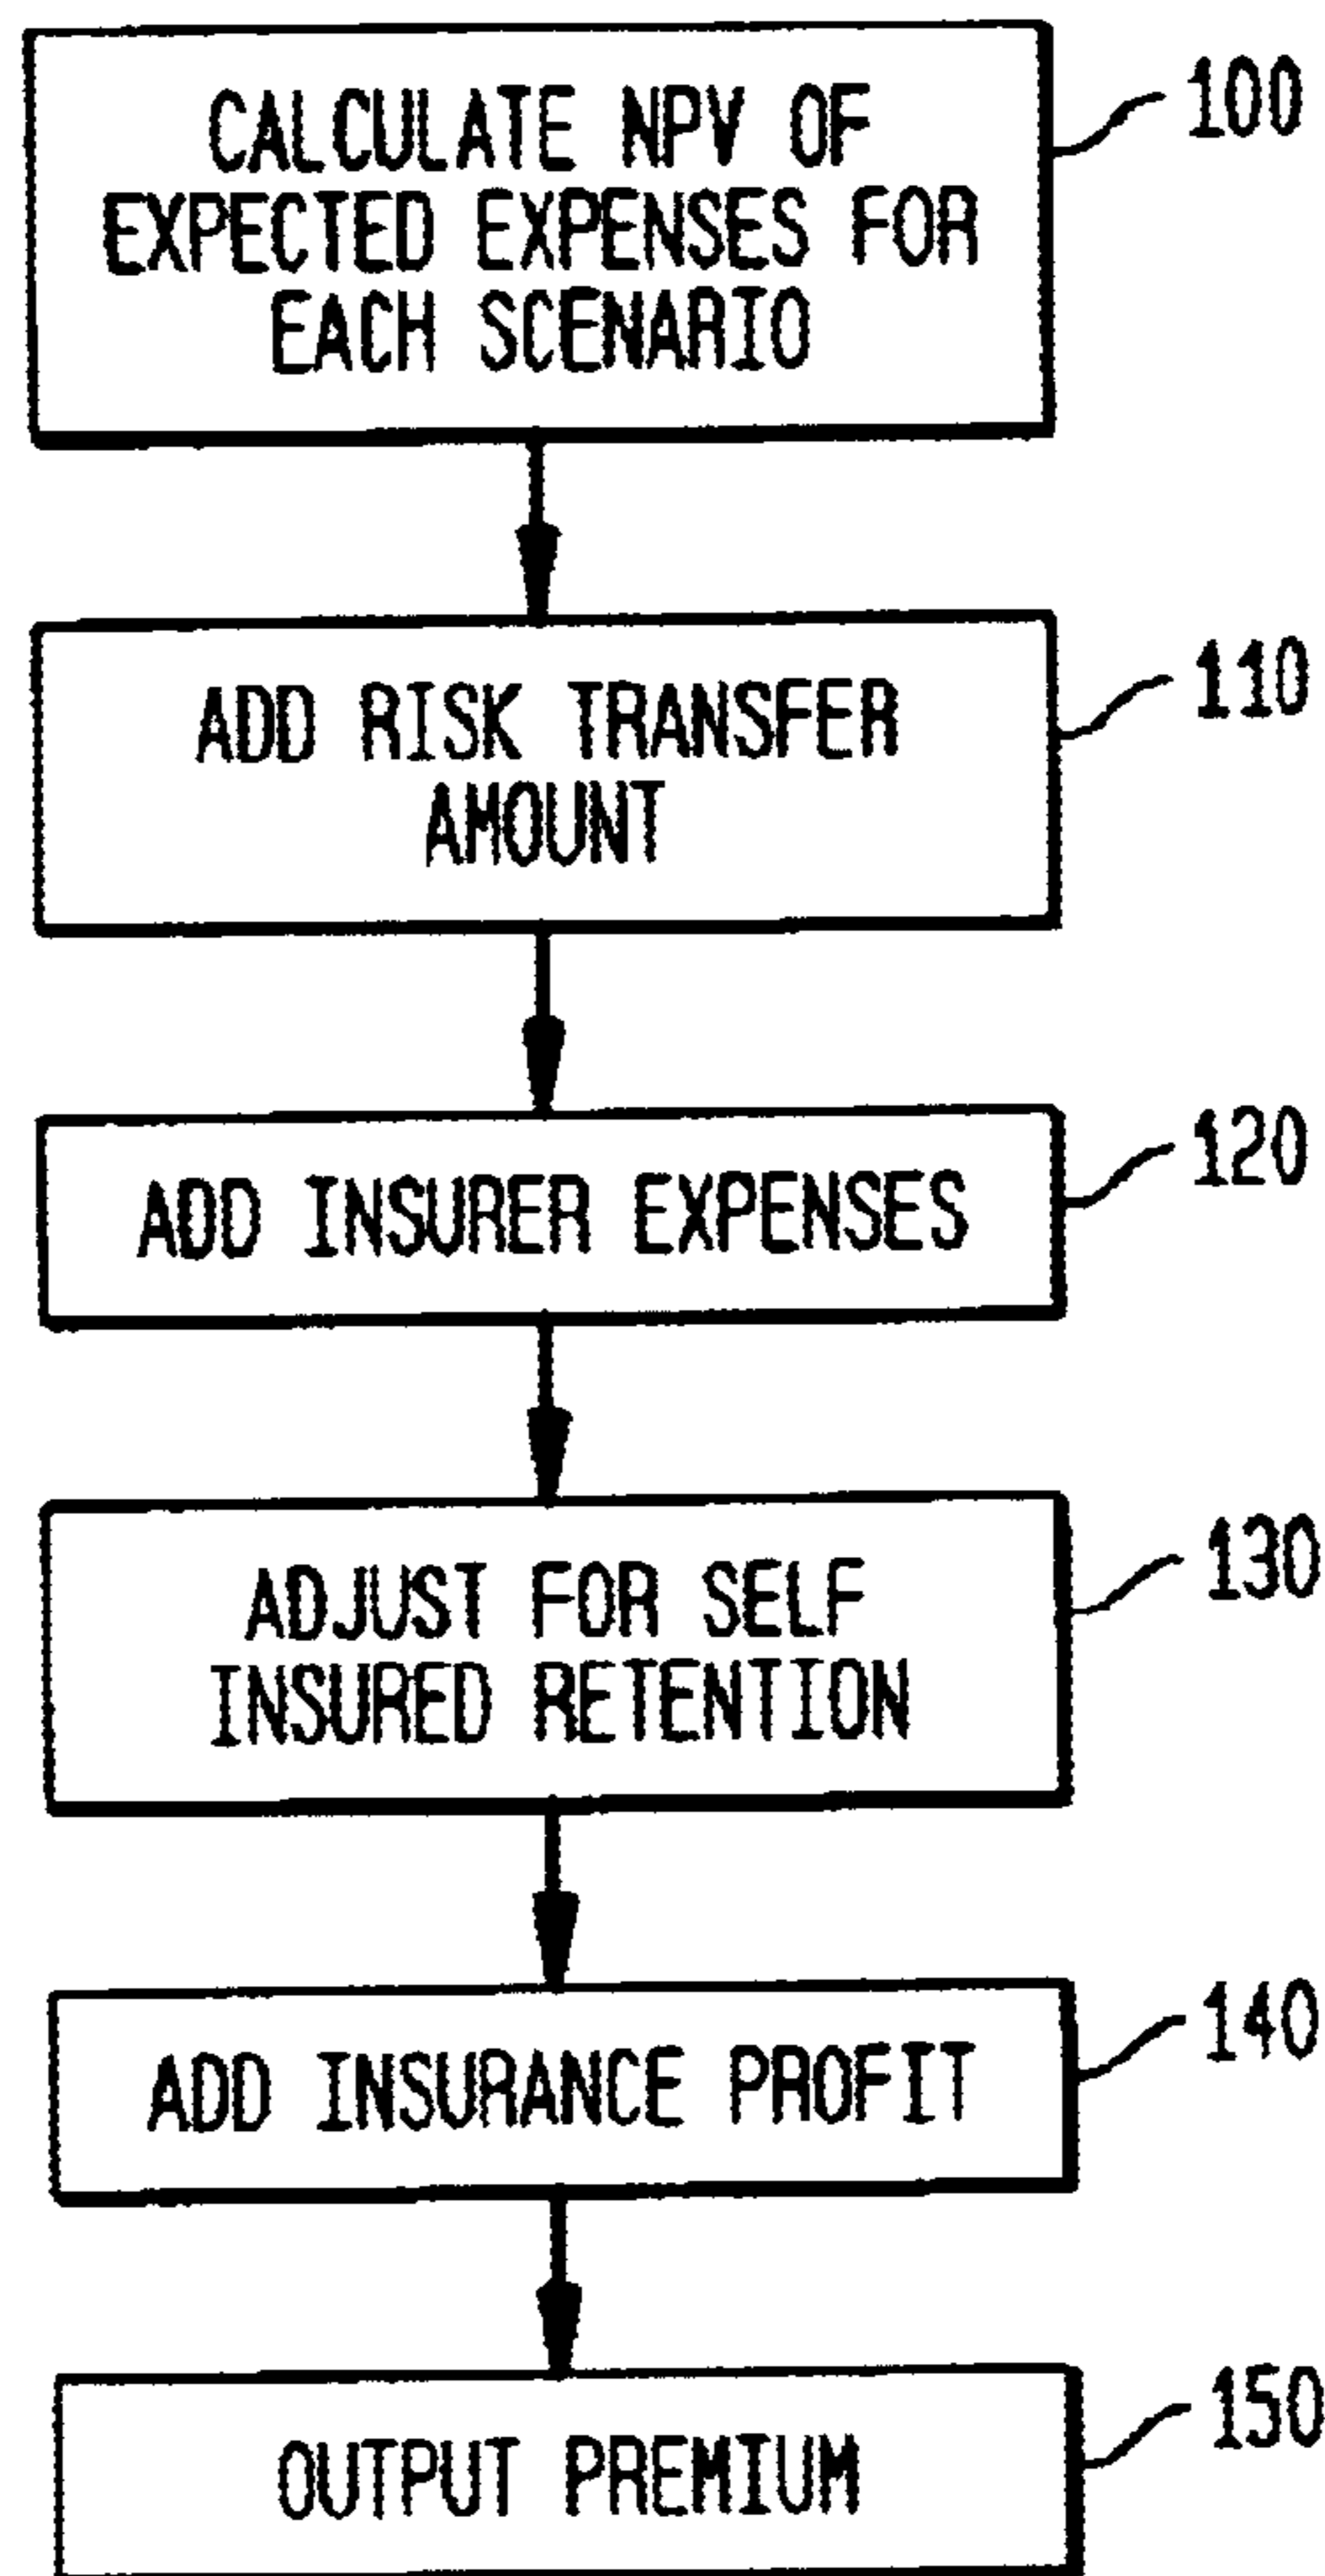 CALCULATE NPV OF
EXPECTED EXPENSES FOR
EACH SCENARIO
100
ADD RISK TRANSFER
AMOUNT
110
ADD INSURER EXPENSES
120
ADJUST FOR SELF
INSURED RETENTION
130
ADD INSURANCE PROFIT
140
OUTPUT PREMIUM
150